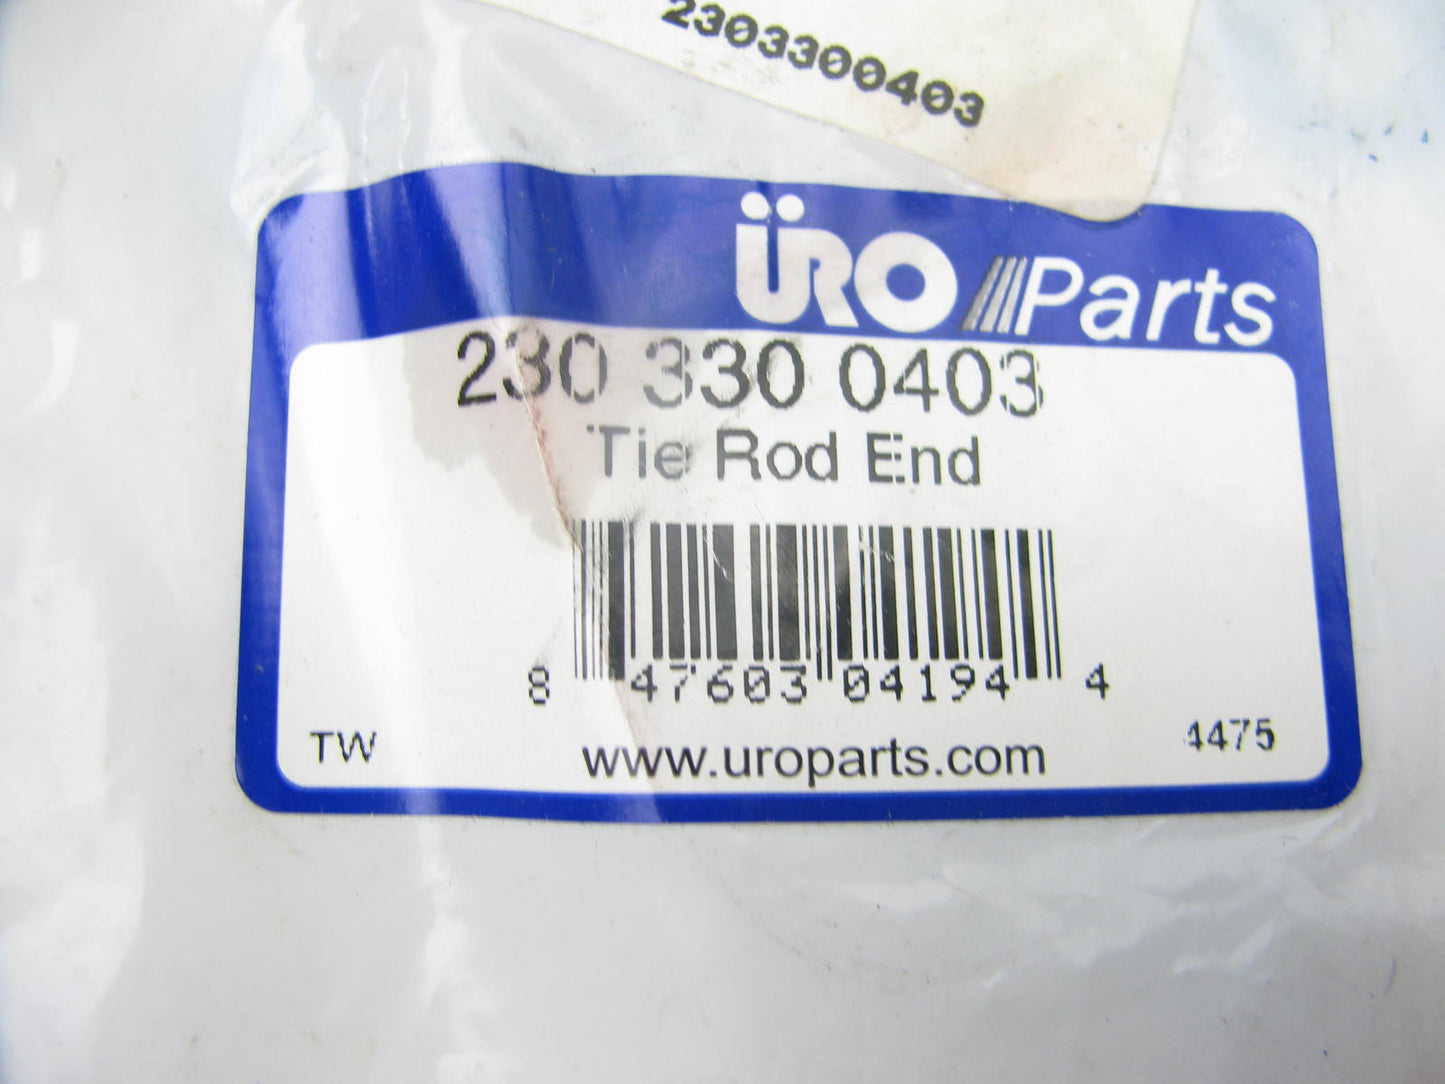 2303300403
ÜRO Parts
230 330 0403
Tie Rod End
8 47603 04194 4
TW www.uroparts.com 4475